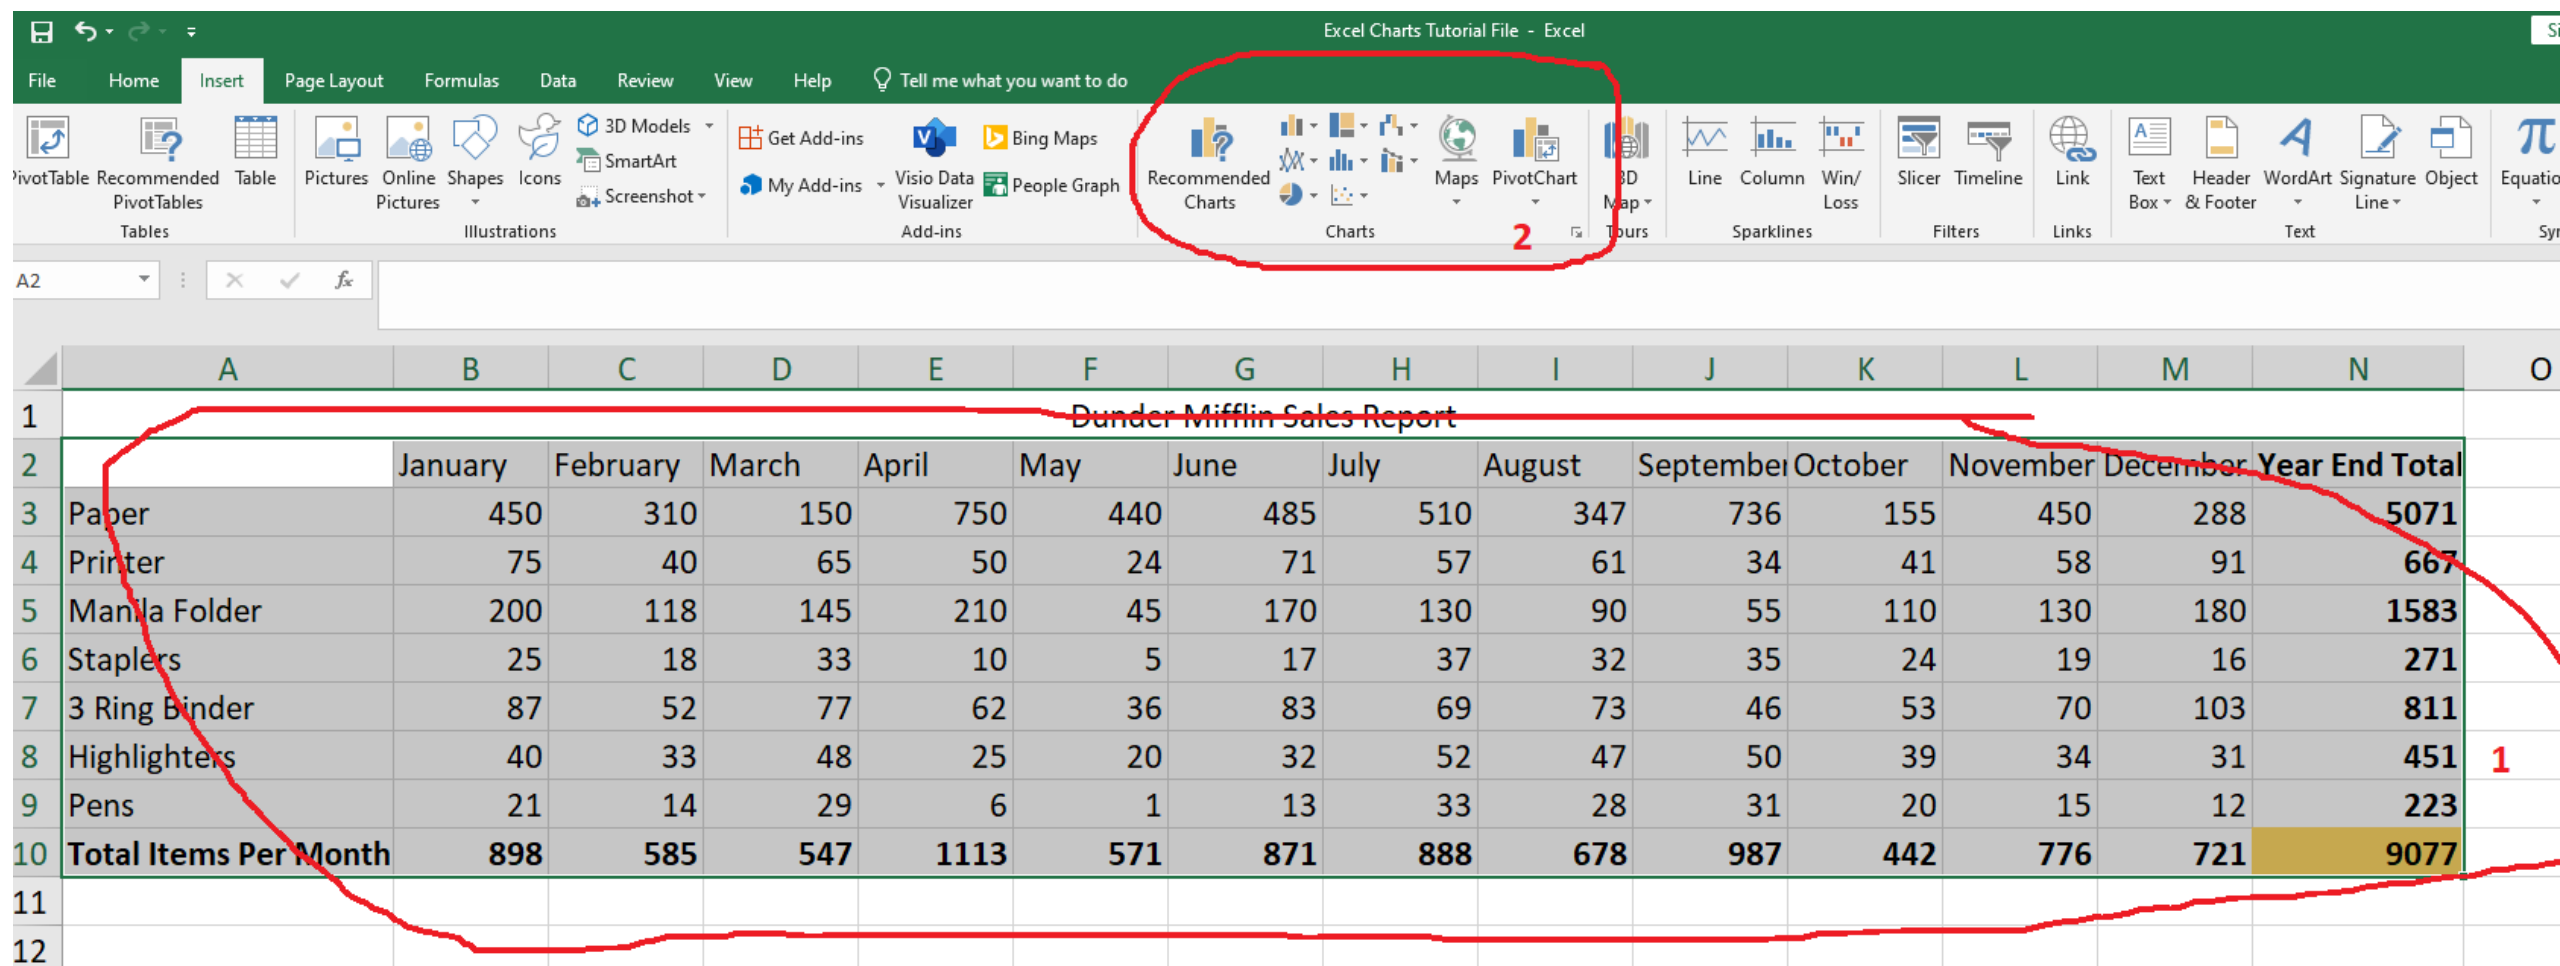 Excel Charts Tutorial File - Excel
File Home Insert Page Layout Formulas Data Review View Help Tell me what you want to do
PivotTable Recommended PivotTables Table
Tables
Pictures Online Pictures Shapes Icons 3D Models SmartArt Screenshot
Illustrations
Get Add-ins My Add-ins Visio Data Visualizer Bing Maps People Graph
Add-ins
Recommended Charts Maps PivotChart
Charts
2
3D Map
Tours
Line Column Win/Loss
Sparklines
Slicer Timeline
Filters
Link
Links
Text Box Header & Footer WordArt Signature Line Object
Text
A2 fx
A B C D E F G H I J K L M N O
1 Dunder Mifflin Sales Report
2 January February March April May June July August September October November December Year End Total
3 Paper 450 310 150 750 440 485 510 347 736 155 450 288 5071
4 Printer 75 40 65 50 24 71 57 61 34 41 58 91 667
5 Manila Folder 200 118 145 210 45 170 130 90 55 110 130 180 1583
6 Staplers 25 18 33 10 5 17 37 32 35 24 19 16 271
7 3 Ring Binder 87 52 77 62 36 83 69 73 46 53 70 103 811
8 Highlighters 40 33 48 25 20 32 52 47 50 39 34 31 451 1
9 Pens 21 14 29 6 1 13 33 28 31 20 15 12 223
10 Total Items Per Month 898 585 547 1113 571 871 888 678 987 442 776 721 9077
11
12